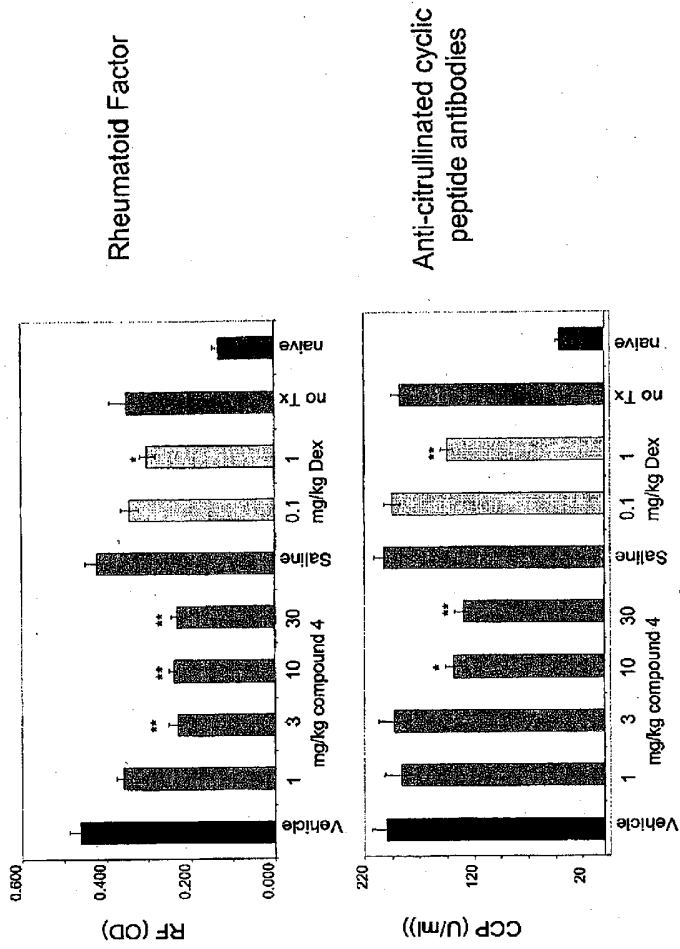 Rheumatoid Factor
RF (OD)
0.600
0.200
0.000
**
**
**
*
Vehicle
1
3
10
30
Saline
0.1
1
no Tx
naive
mg/kg compound 4
mg/kg Dex
Anti-citrullinated cyclic
peptide antibodies
CCP (U/ml))
220
120
20
*
**
**
Vehicle
1
3
10
30
Saline
0.1
1
no Tx
naive
mg/kg compound 4
mg/kg Dex